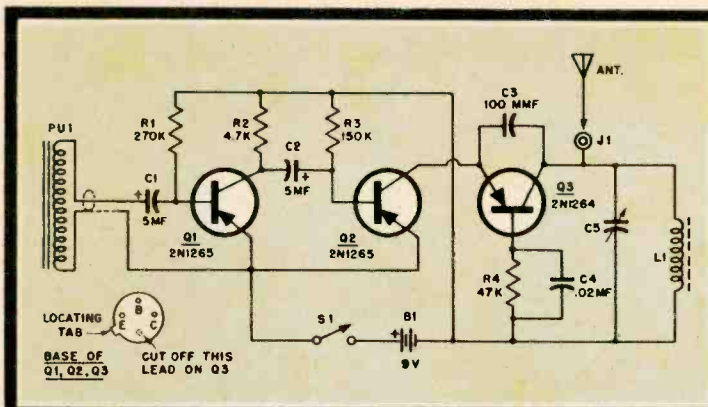 PU1
C1
5MF
R1
270K
R2
4.7K
C2
5MF
R3
150K
Q1
2N1265
Q2
2N1265
C3
100 MMF
ANT.
J1
Q3
2N1264
C5
L1
R4
47K
C4
.02MF
S1
B1
9V
LOCATING
TAB
B
E
C
BASE OF
Q1, Q2, Q3
CUT OFF THIS
LEAD ON Q3
+
+
+